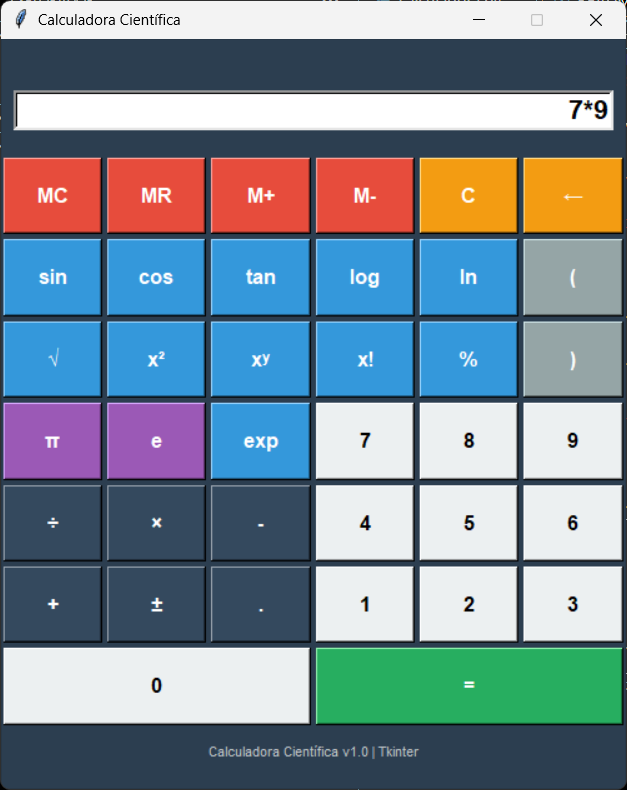 Calculadora Científica
7*9
MC MR M+ M- C ←
sin cos tan log ln (
√ x² xʸ x! % )
π e exp 7 8 9
÷ × - 4 5 6
+ ± . 1 2 3
0 =
Calculadora Científica v1.0 | Tkinter